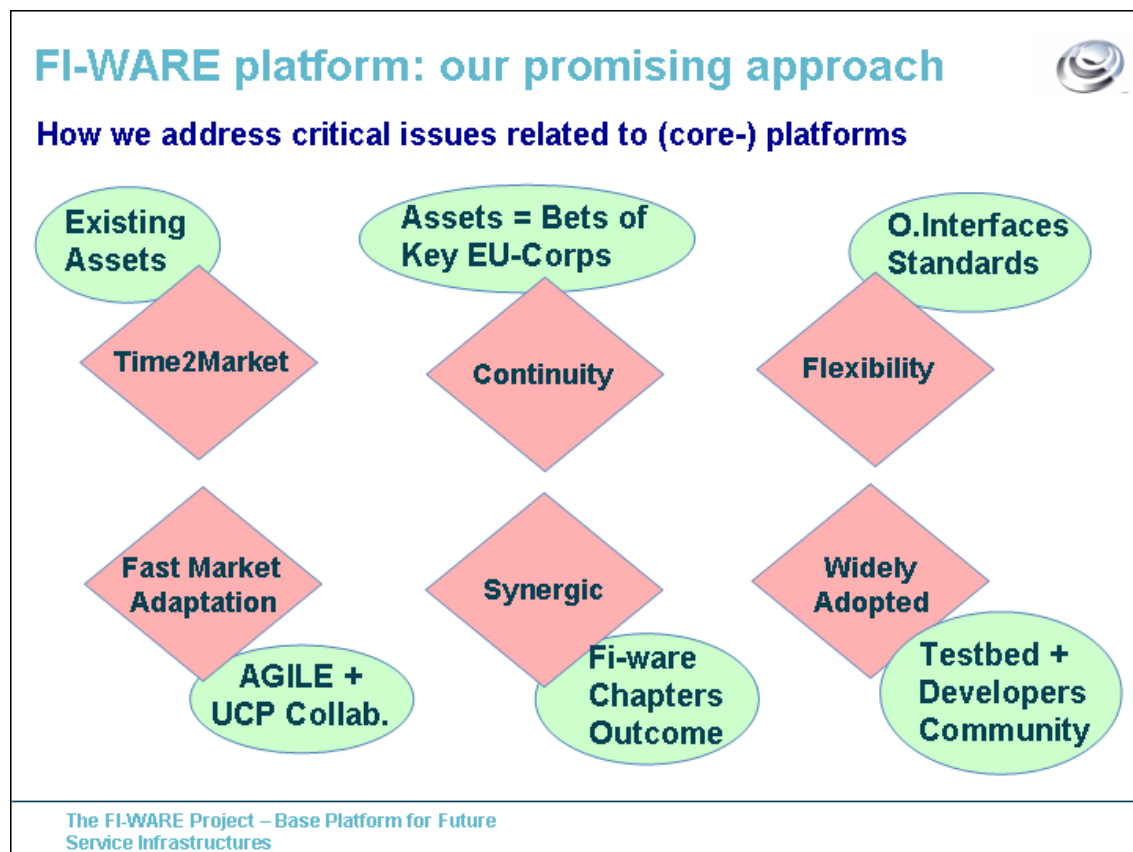 FI-WARE platform: our promising approach
How we address critical issues related to (core-) platforms
Existing
Assets
Time2Market
Assets = Bets of
Key EU-Corps
Continuity
O.Interfaces
Standards
Flexibility
Fast Market
Adaptation
AGILE +
UCP Collab.
Synergic
Fi-ware
Chapters
Outcome
Widely
Adopted
Testbed +
Developers
Community
The FI-WARE Project – Base Platform for Future
Service Infrastructures